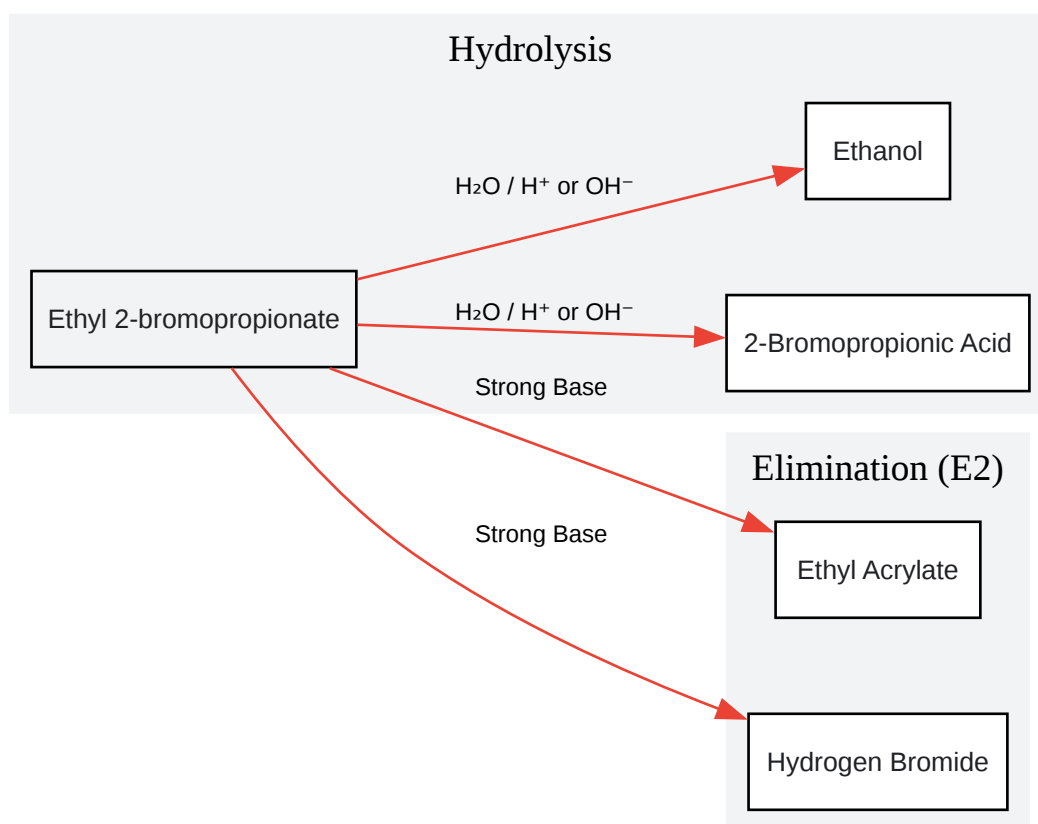 Hydrolysis
Ethanol
H₂O / H⁺ or OH⁻
Ethyl 2-bromopropionate
H₂O / H⁺ or OH⁻
2-Bromopropionic Acid
Strong Base
Elimination (E2)
Strong Base
Ethyl Acrylate
Hydrogen Bromide